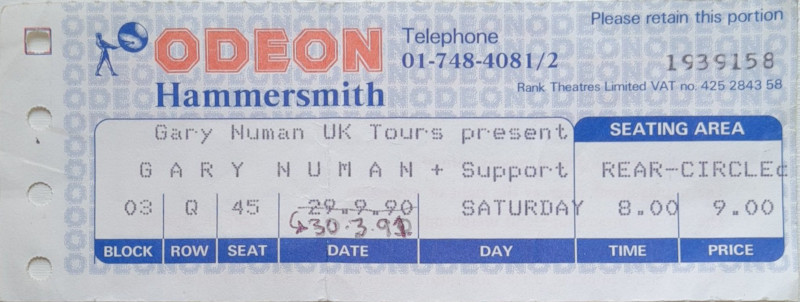 Please retain this portion
ODEON
Hammersmith
Telephone
01-748-4081/2
1939158
Rank Theatres Limited VAT no. 425 2843 58
Gary Numan UK Tours present
SEATING AREA
GARY NUMAN + Support REAR-CIRCLE
03 Q 45 29.9.90 SATURDAY 8.00 9.00
30.3.91
BLOCK ROW SEAT DATE DAY TIME PRICE